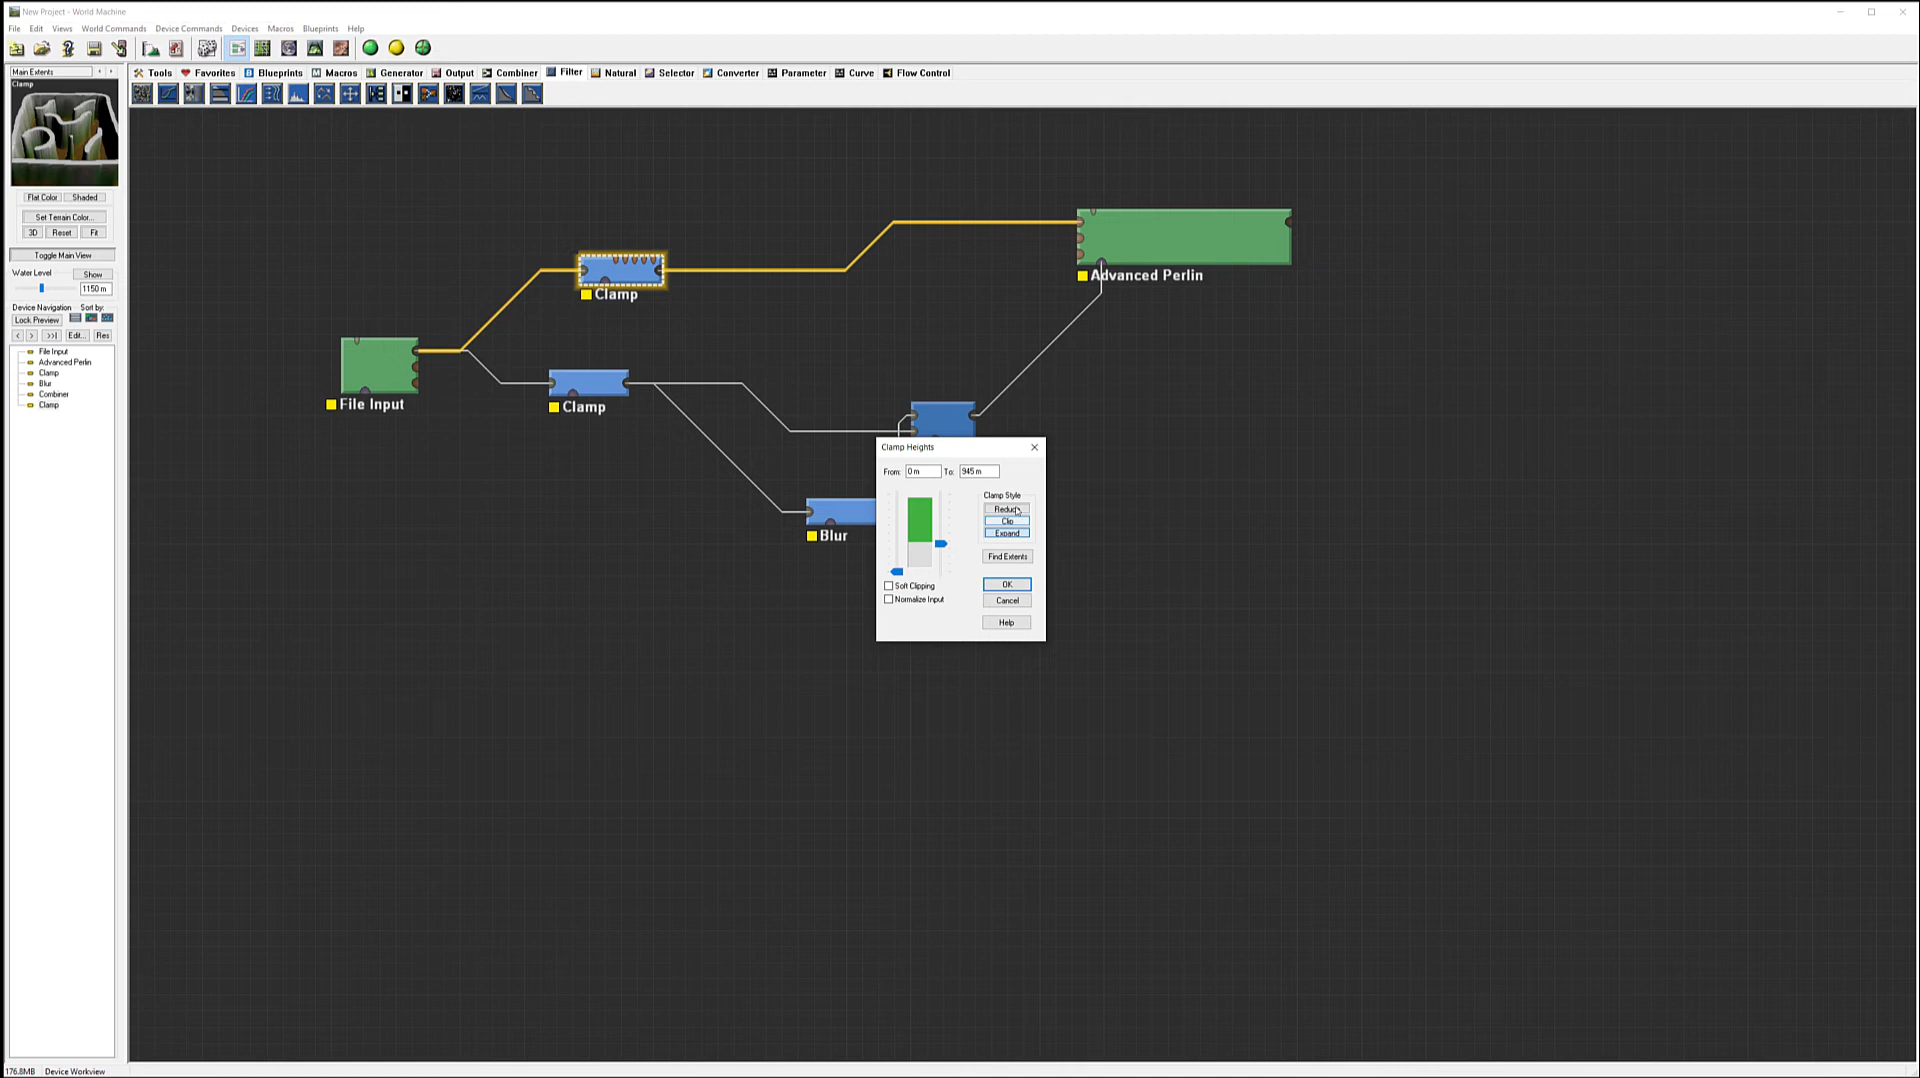 New Project - World Machine
File Edit Views World Commands Device Commands Devices Macros Blueprints Help
Main Extents
Tools Favorites Blueprints Macros Generator Output Combiner Filter Natural Selector Converter Parameter Curve Flow Control
Clamp
Flat Color Shaded
Set Terrain Color...
3D Reset Fit
Toggle Main View
Water Level Show
1150 m
Device Navigation Sort by:
Lock Preview
< > >>| Edit... Res
File Input
Advanced Perlin
Clamp
Blur
Combiner
Clamp
Advanced Perlin
Clamp
File Input
Clamp
Blur
Clamp Heights
From: 0 m To: 945 m
Clamp Style
Clip
Expand
Find Extents
Soft Clipping
OK
Normalize Input
Cancel
Help
176.8MB Device Workview